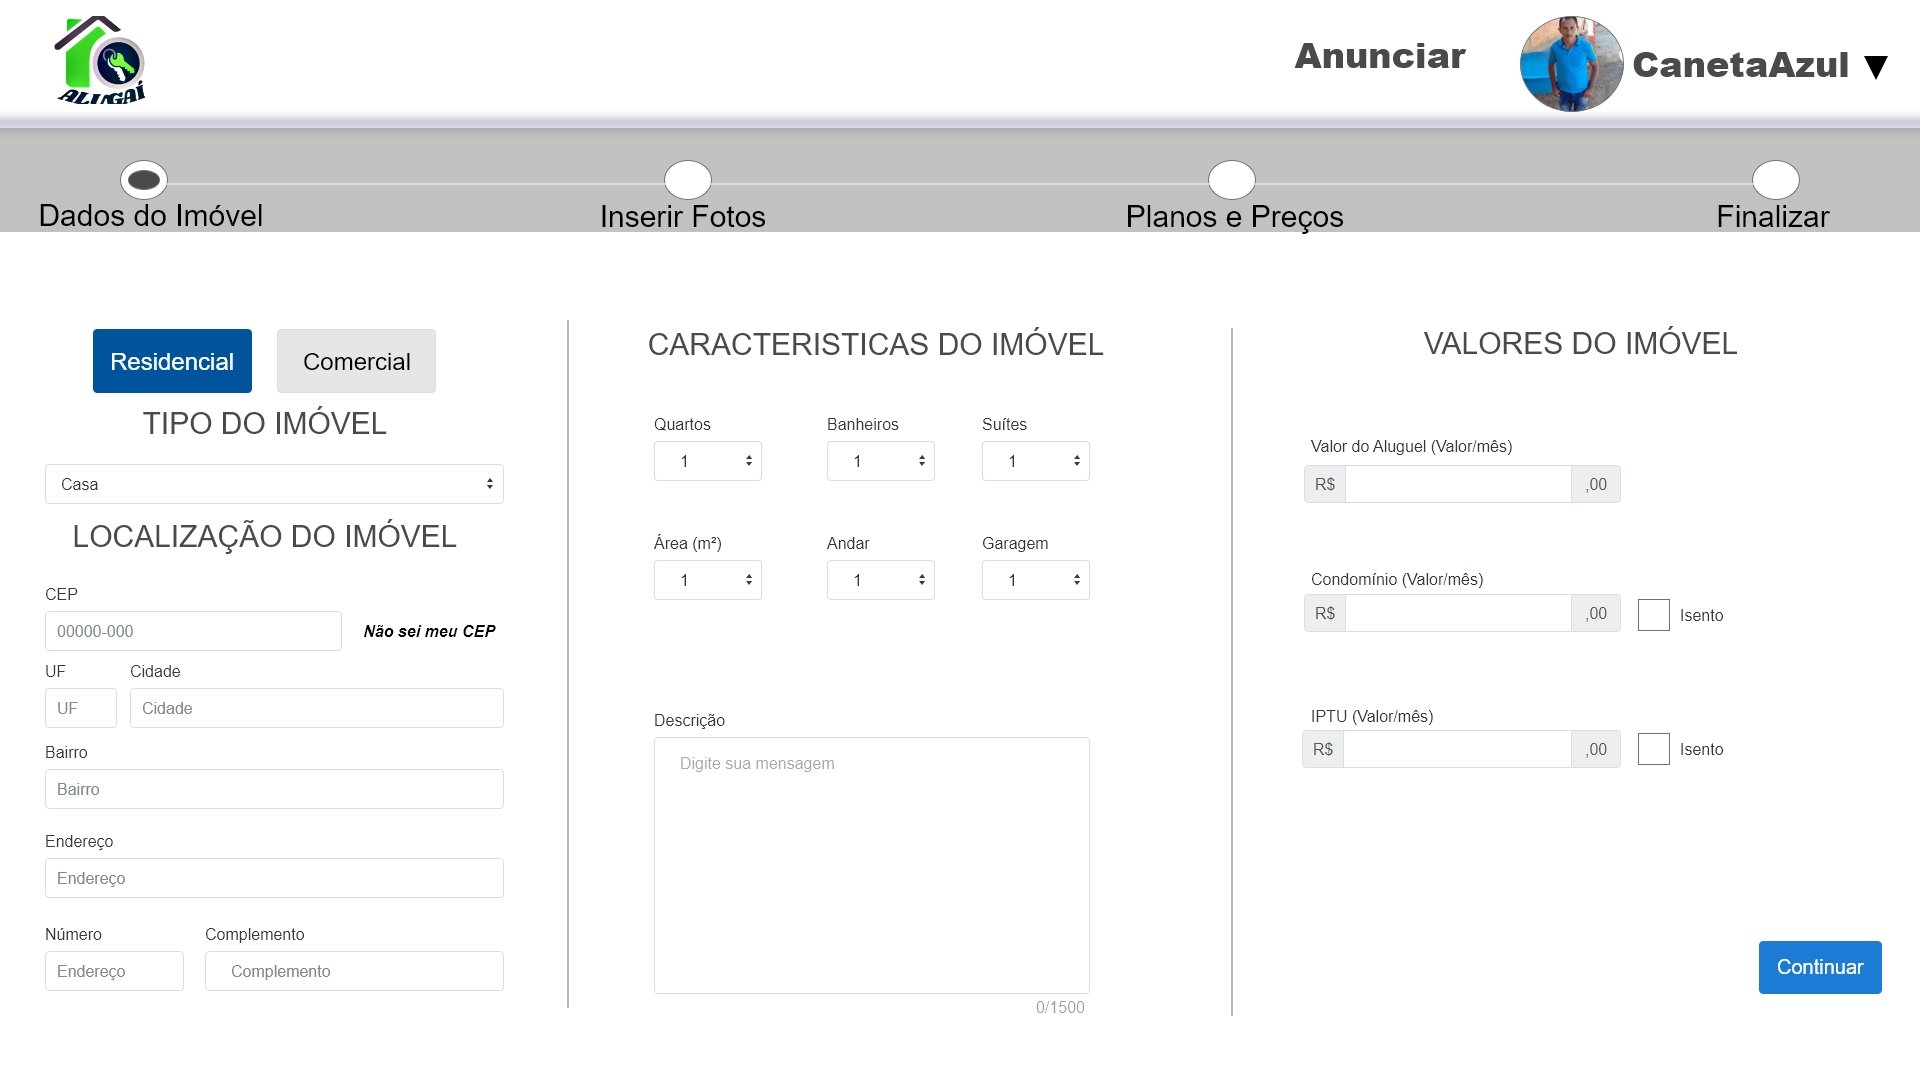 ALUGAÍ
Anunciar
CanetaAzul ▼
Dados do Imóvel
Inserir Fotos
Planos e Preços
Finalizar
Residencial
Comercial
TIPO DO IMÓVEL
Casa
LOCALIZAÇÃO DO IMÓVEL
CEP
00000-000
Não sei meu CEP
UF
Cidade
UF
Cidade
Bairro
Bairro
Endereço
Endereço
Número
Complemento
Endereço
Complemento
CARACTERISTICAS DO IMÓVEL
Quartos
Banheiros
Suítes
1
1
1
Área (m²)
Andar
Garagem
1
1
1
Descrição
Digite sua mensagem
0/1500
VALORES DO IMÓVEL
Valor do Aluguel (Valor/mês)
R$ ,00
Condomínio (Valor/mês)
R$ ,00
Isento
IPTU (Valor/mês)
R$ ,00
Isento
Continuar